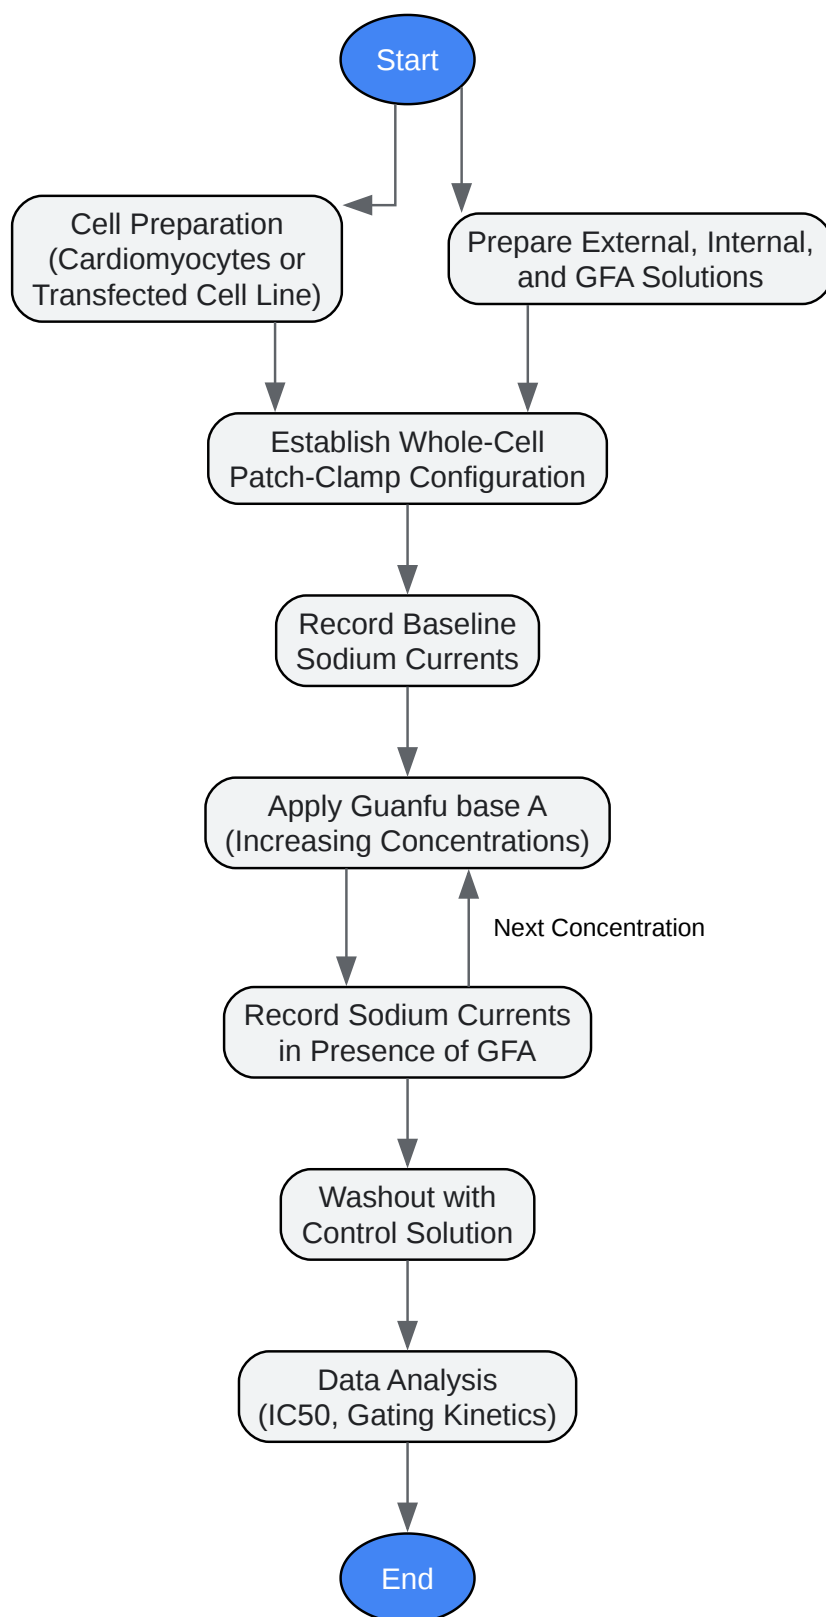 Start
Cell Preparation
(Cardiomyocytes or
Transfected Cell Line)
Prepare External, Internal,
and GFA Solutions
Establish Whole-Cell
Patch-Clamp Configuration
Record Baseline
Sodium Currents
Apply Guanfu base A
(Increasing Concentrations)
Next Concentration
Record Sodium Currents
in Presence of GFA
Washout with
Control Solution
Data Analysis
(IC50, Gating Kinetics)
End